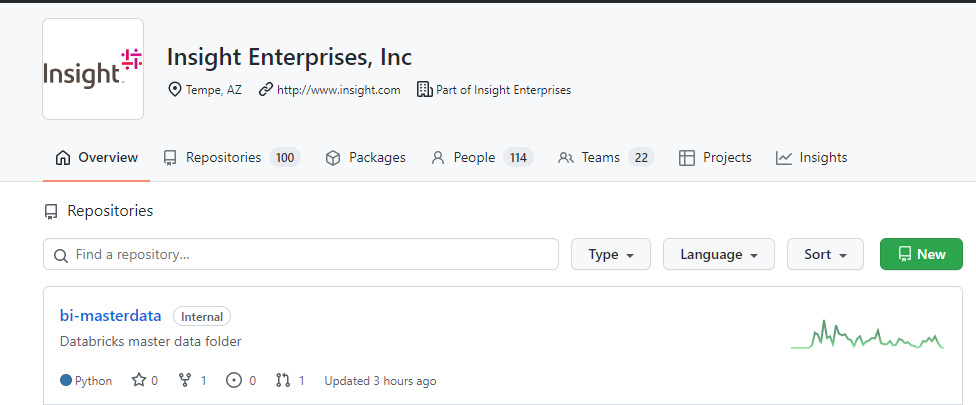 Insight
Insight Enterprises, Inc
Tempe, AZ http://www.insight.com Part of Insight Enterprises
Overview Repositories 100 Packages People 114 Teams 22 Projects Insights
Repositories
Find a repository... Type Language Sort New
bi-masterdata Internal
Databricks master data folder
Python 0 1 0 1 Updated 3 hours ago